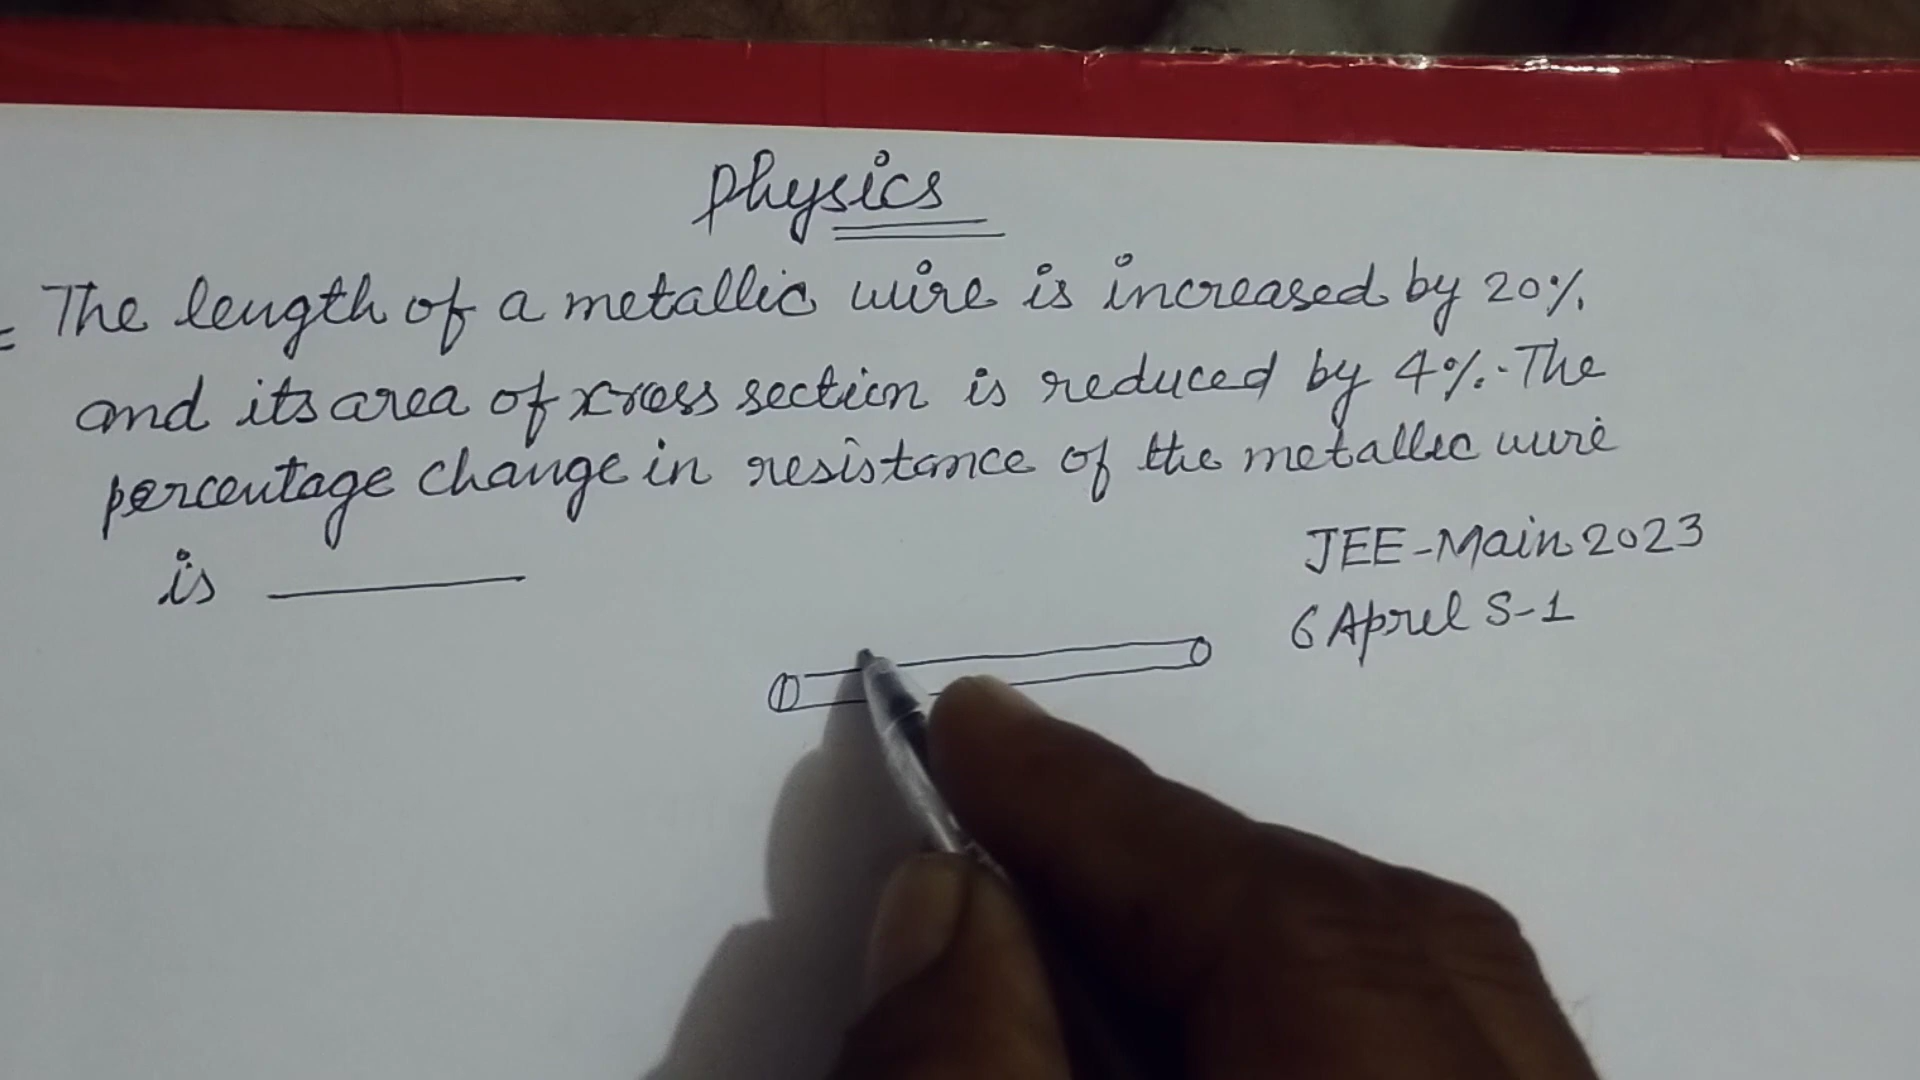 Physics
The length of a metallic wire is increased by 20%
and its area of cross section is reduced by 4%. The
percentage change in resistance of the metallic wire
is
JEE-Main 2023
6 April S-1